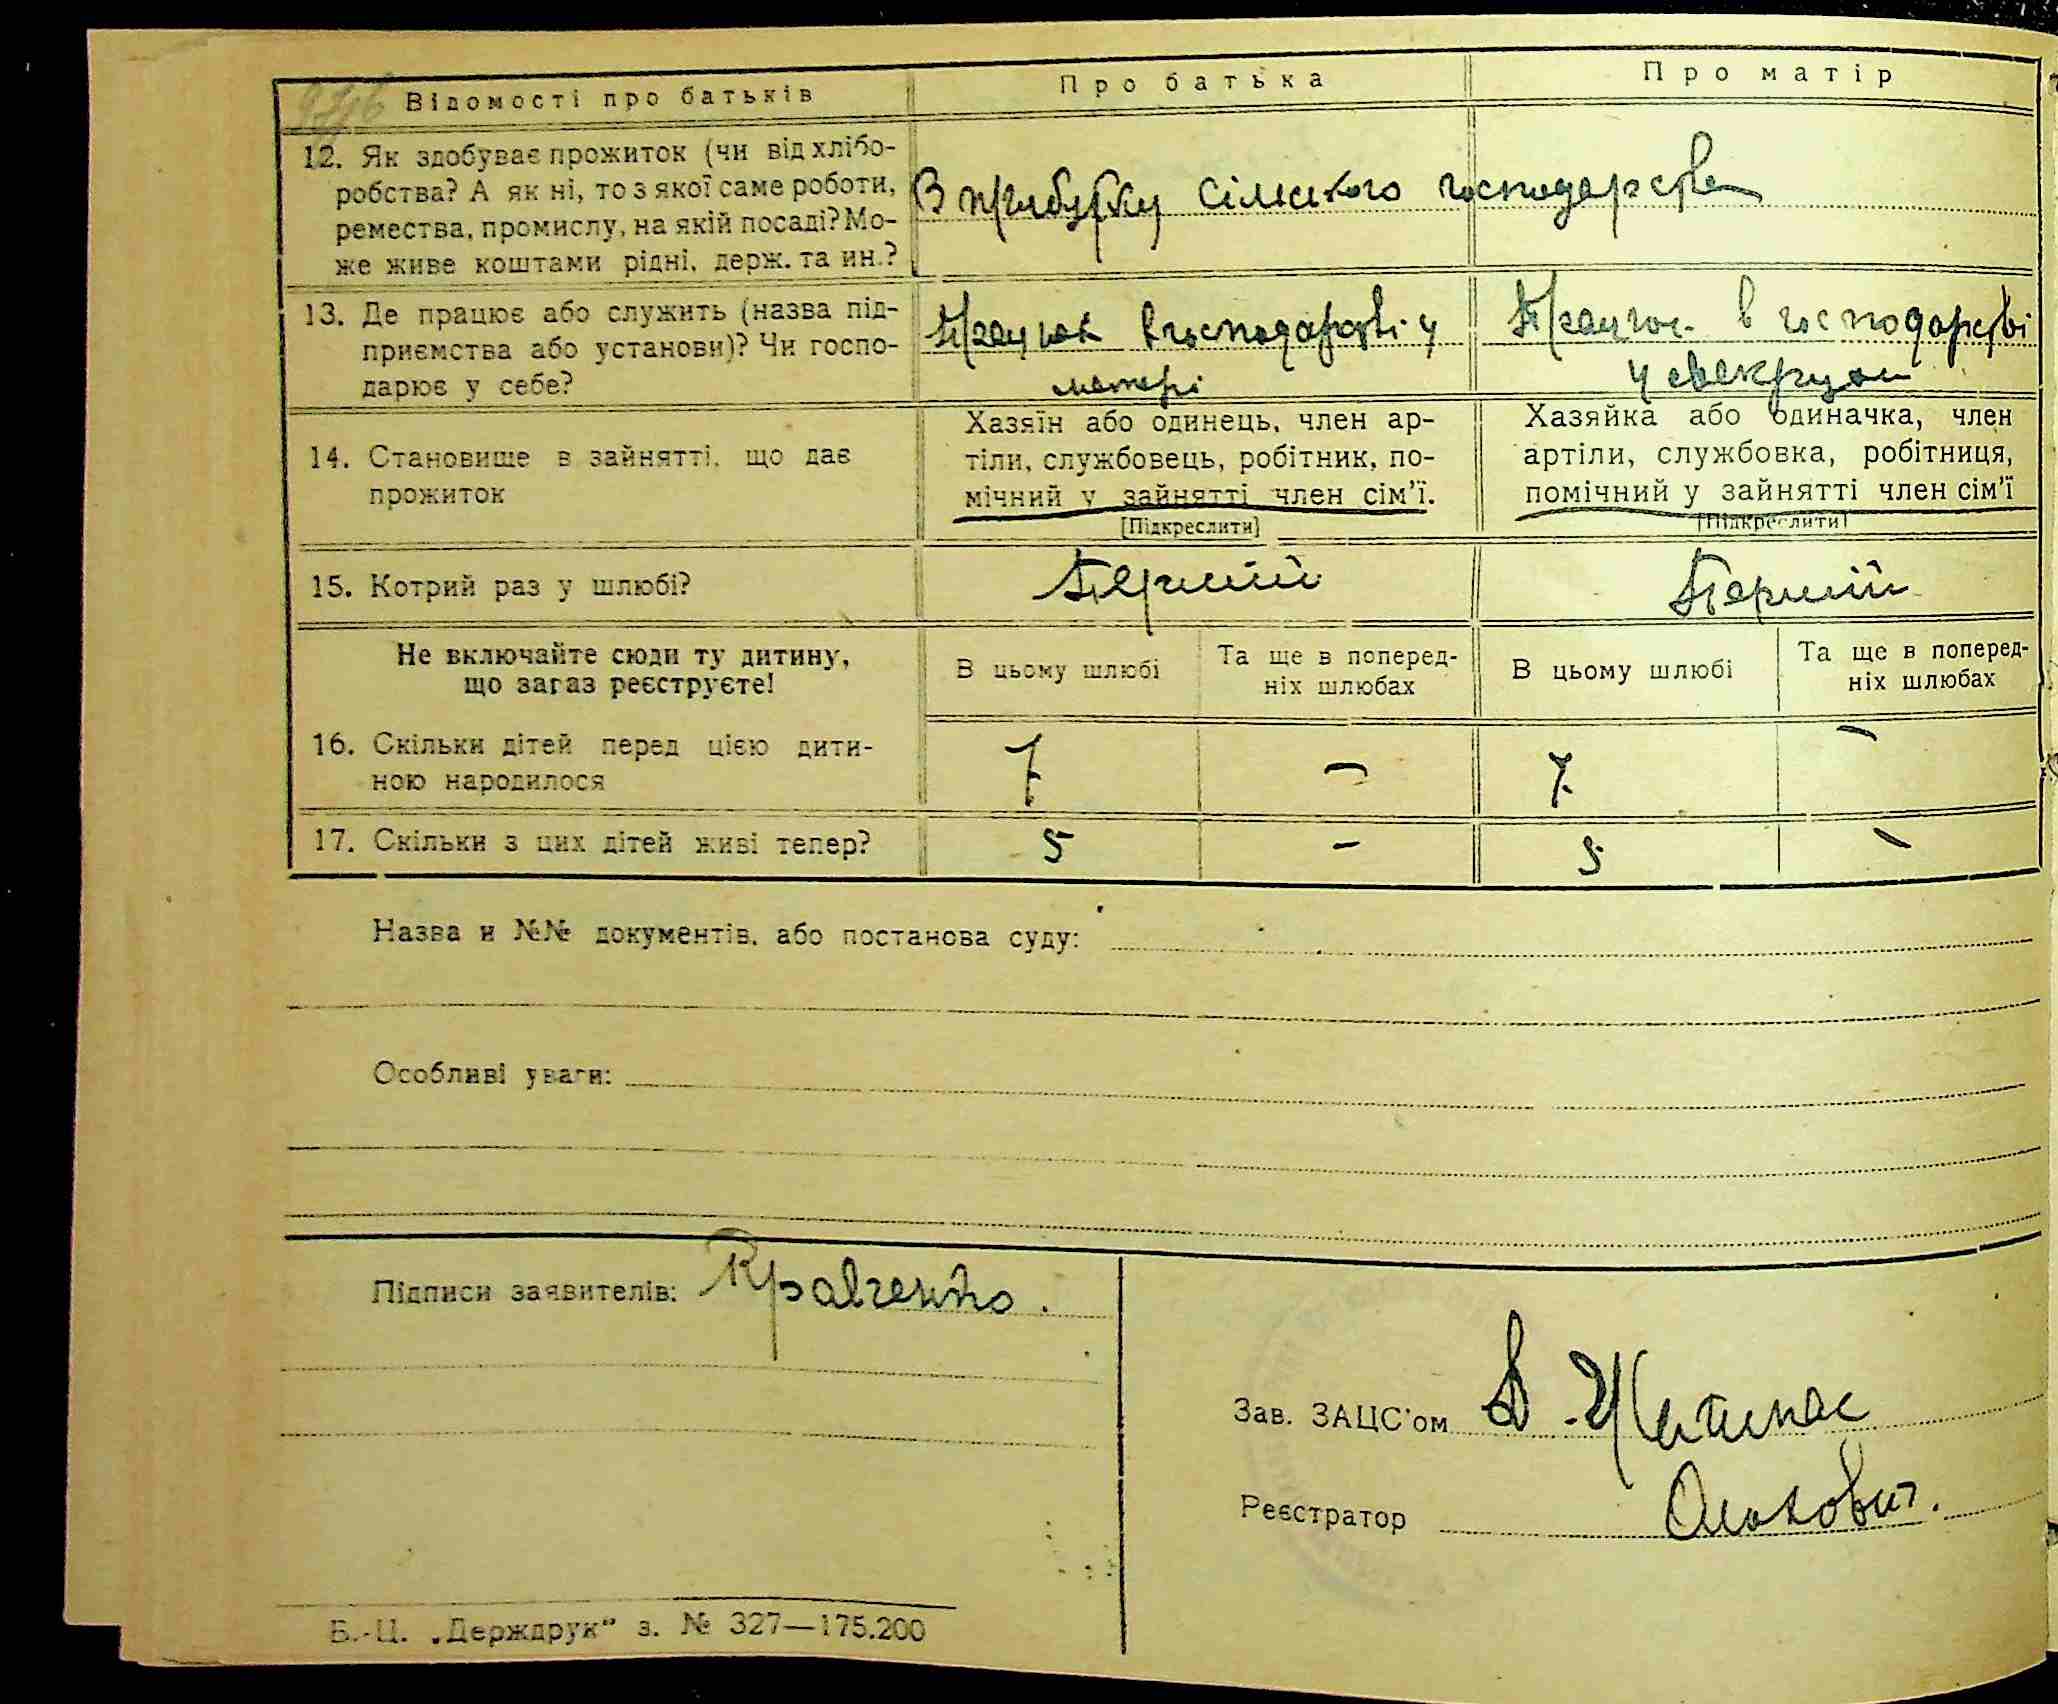 Відомості про батьків
Про батька
Про матір
12. Як здобуває прожиток (чи від хлібо-
робства? А як ні, то з якої саме роботи,
ремества, промислу, на якій посаді? Мо-
же живе коштами рідні, держ. та ин.?
В прибутку сільського господарства
13. Де працює або служить (назва під-
приємства або установи)? Чи госпо-
дарює у себе?
Працює в господарстві у
матері
Працює в господарстві
у свекрухи
14. Становище в зайнятті, що дає
прожиток
Хазяїн або одинець, член ар-
тіли, службовець, робітник, по-
мічний у зайнятті член сім'ї.
[Підкреслити]
Хазяйка або одиначка, член
артіли, службовка, робітниця,
помічний у зайнятті член сім'ї
[Підкреслити]
15. Котрий раз у шлюбі?
Перший
Перший
Не включайте сюди ту дитину,
що зараз реєструєте!
В цьому шлюбі
Та ще в поперед-
ніх шлюбах
В цьому шлюбі
Та ще в поперед-
ніх шлюбах
16. Скільки дітей перед цією дити-
ною народилося
7
-
7
-
17. Скільки з цих дітей живі тепер?
5
-
5
-
Назва и №№ документів, або постанова суду:
Особливі уваги:
Підписи заявителів: Кравченко.
Зав. ЗАЦС'ом
Реєстратор
Б.-Ц. „Держдрук" з. № 327—175.200